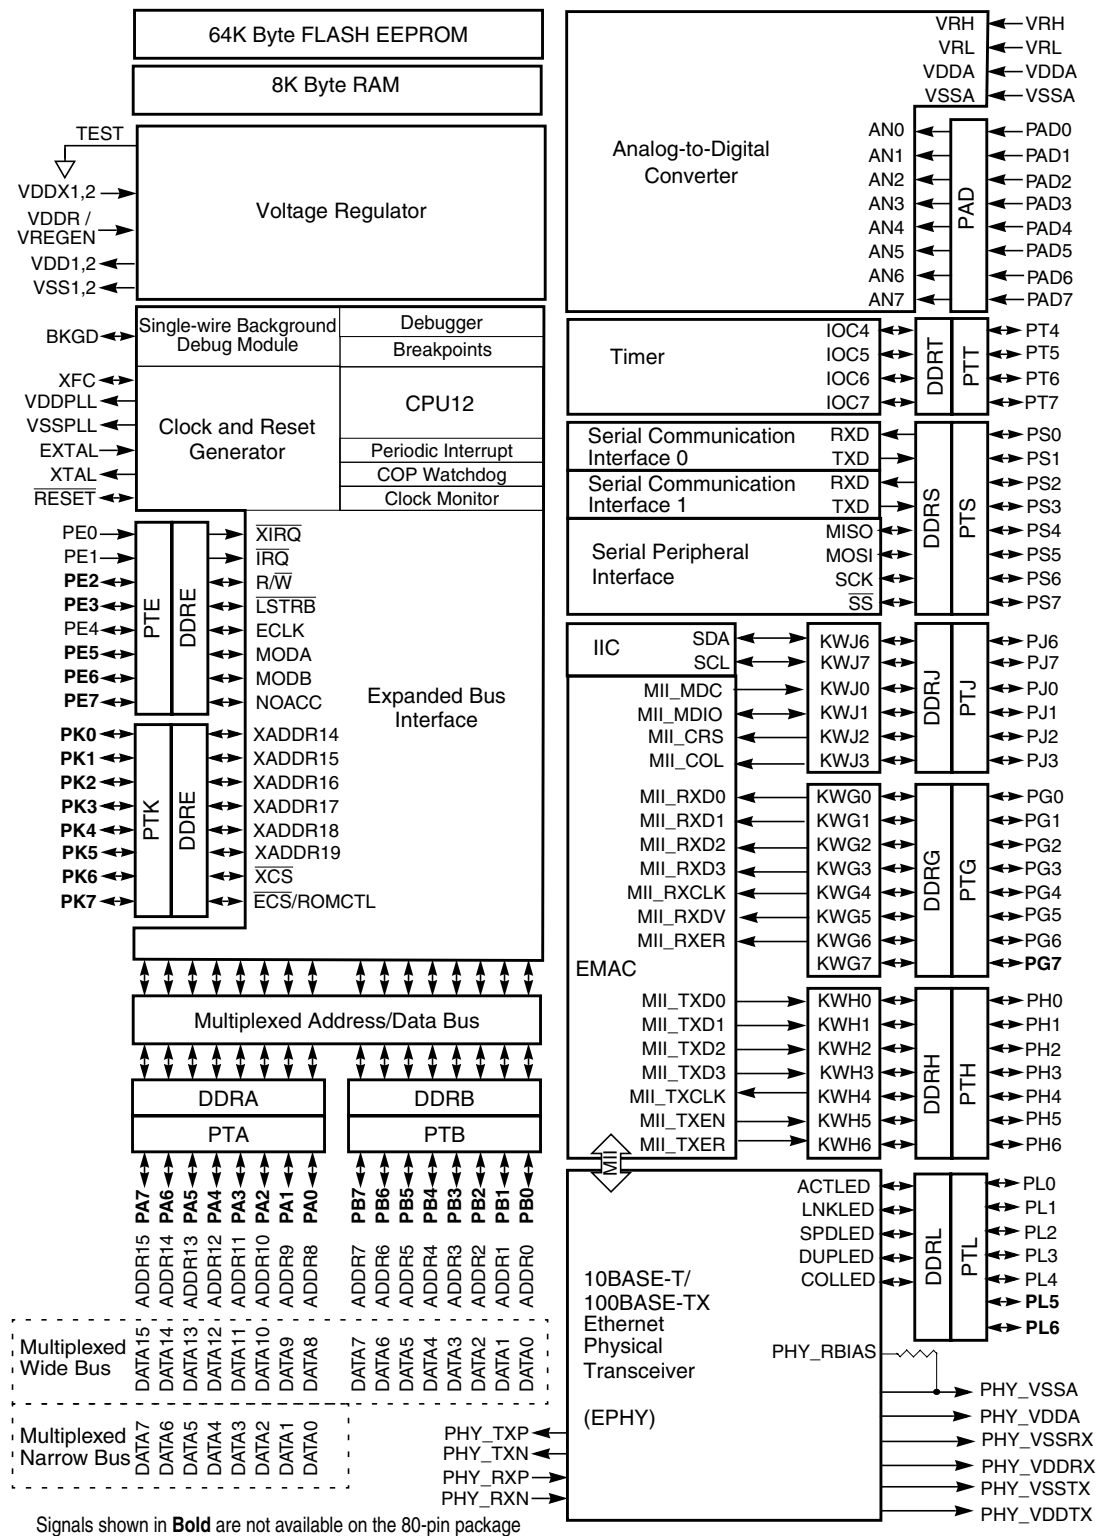 64K Byte FLASH EEPROM
8K Byte RAM
TEST
VDDX1,2
VDDR /
VREGEN
VDD1,2
VSS1,2
Voltage Regulator
BKGD
Single-wire Background
Debug Module
Debugger
Breakpoints
XFC
VDDPLL
VSSPLL
EXTAL
XTAL
RESET
Clock and Reset
Generator
CPU12
Periodic Interrupt
COP Watchdog
Clock Monitor
PE0
PE1
PE2
PE3
PE4
PE5
PE6
PE7
PTE
DDRE
XIRQ
IRQ
R/W
LSTRB
ECLK
MODA
MODB
NOACC
Expanded Bus
Interface
PK0
PK1
PK2
PK3
PK4
PK5
PK6
PK7
PTK
DDRE
XADDR14
XADDR15
XADDR16
XADDR17
XADDR18
XADDR19
XCS
ECS/ROMCTL
Multiplexed Address/Data Bus
DDRA
DDRB
PTA
PTB
PA7
PA6
PA5
PA4
PA3
PA2
PA1
PA0
PB7
PB6
PB5
PB4
PB3
PB2
PB1
PB0
ADDR15
ADDR14
ADDR13
ADDR12
ADDR11
ADDR10
ADDR9
ADDR8
ADDR7
ADDR6
ADDR5
ADDR4
ADDR3
ADDR2
ADDR1
ADDR0
Multiplexed
Wide Bus
DATA15
DATA14
DATA13
DATA12
DATA11
DATA10
DATA9
DATA8
DATA7
DATA6
DATA5
DATA4
DATA3
DATA2
DATA1
DATA0
Multiplexed
Narrow Bus
DATA7
DATA6
DATA5
DATA4
DATA3
DATA2
DATA1
DATA0
Analog-to-Digital
Converter
VRH
VRL
VDDA
VSSA
VRH
VRL
VDDA
VSSA
AN0
AN1
AN2
AN3
AN4
AN5
AN6
AN7
PAD
PAD0
PAD1
PAD2
PAD3
PAD4
PAD5
PAD6
PAD7
Timer
IOC4
IOC5
IOC6
IOC7
DDRT
PTT
PT4
PT5
PT6
PT7
Serial Communication
Interface 0
RXD
TXD
Serial Communication
Interface 1
RXD
TXD
Serial Peripheral
Interface
MISO
MOSI
SCK
SS
DDRS
PTS
PS0
PS1
PS2
PS3
PS4
PS5
PS6
PS7
IIC
SDA
SCL
MII_MDC
MII_MDIO
MII_CRS
MII_COL
KWJ6
KWJ7
KWJ0
KWJ1
KWJ2
KWJ3
DDRJ
PTJ
PJ6
PJ7
PJ0
PJ1
PJ2
PJ3
MII_RXD0
MII_RXD1
MII_RXD2
MII_RXD3
MII_RXCLK
MII_RXDV
MII_RXER
EMAC
KWG0
KWG1
KWG2
KWG3
KWG4
KWG5
KWG6
KWG7
DDRG
PTG
PG0
PG1
PG2
PG3
PG4
PG5
PG6
PG7
MII_TXD0
MII_TXD1
MII_TXD2
MII_TXD3
MII_TXCLK
MII_TXEN
MII_TXER
KWH0
KWH1
KWH2
KWH3
KWH4
KWH5
KWH6
DDRH
PTH
PH0
PH1
PH2
PH3
PH4
PH5
PH6
MII
10BASE-T/
100BASE-TX
Ethernet
Physical
Transceiver
(EPHY)
ACTLED
LNKLED
SPDLED
DUPLED
COLLED
DDRL
PTL
PL0
PL1
PL2
PL3
PL4
PL5
PL6
PHY_RBIAS
PHY_VSSA
PHY_VDDA
PHY_VSSRX
PHY_VDDRX
PHY_VSSTX
PHY_VDDTX
PHY_TXP
PHY_TXN
PHY_RXP
PHY_RXN
Signals shown in Bold are not available on the 80-pin package